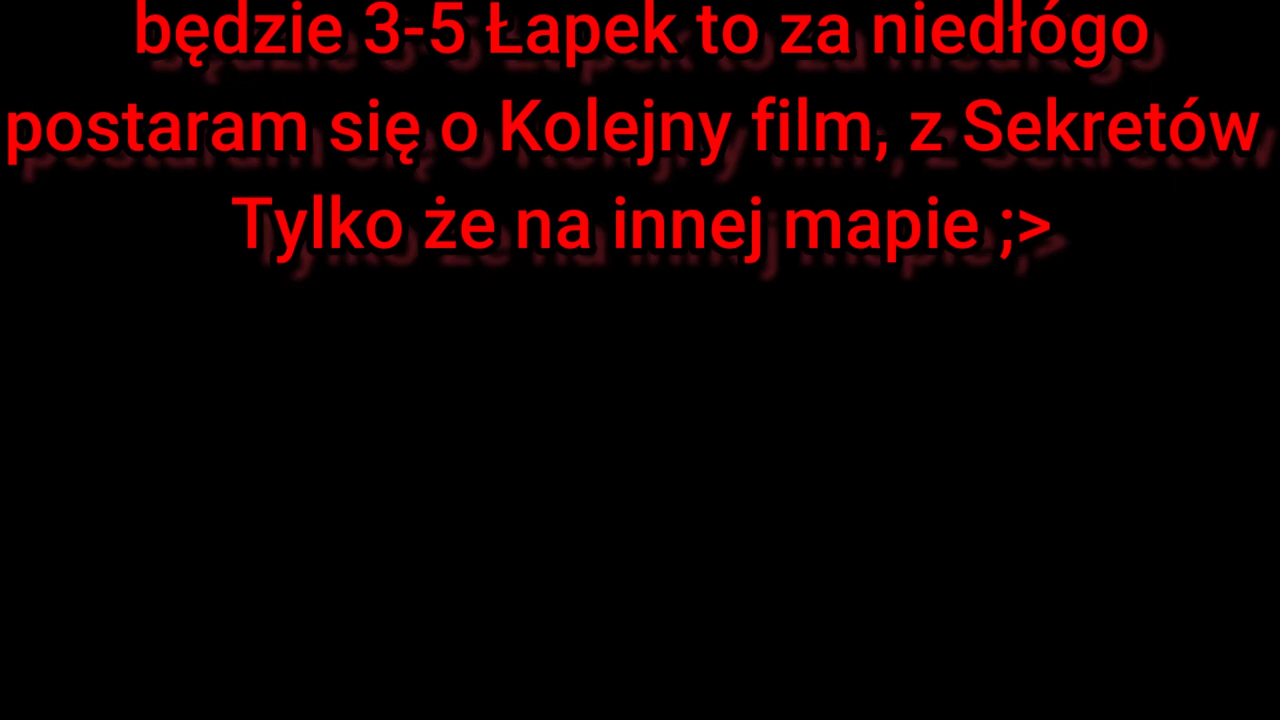 będzie 3-5 Łapek to za niedłógo
postaram się o Kolejny film, z Sekretów
Tylko że na innej mapie ;>